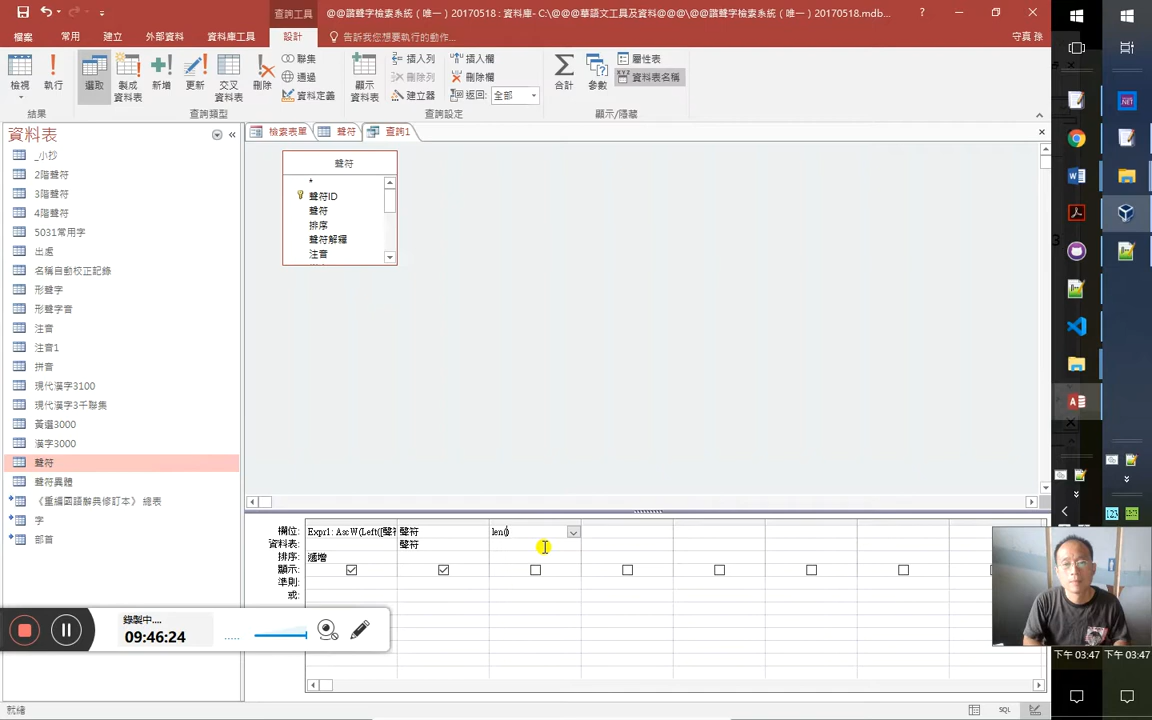 查詢工具
@@諧聲字檢索系統（唯一）20170518 : 資料庫- C:\@@@華語文工具及資料@@@\@@諧聲字檢索系統（唯一）20170518.mdb...
?
檔案
常用
建立
外部資料
資料庫工具
設計
告訴我您想要執行的動作...
守真 孫
檢視
執行
選取
製成
資料表
新增
更新
交叉
資料表
刪除
聯集
通過
資料定義
顯示
資料表
插入列
刪除列
建立器
插入欄
刪除欄
返回:
全部
合計
參數
屬性表
資料表名稱
結果
查詢類型
查詢設定
顯示/隱藏
資料表
_小抄
2階聲符
3階聲符
4階聲符
5031常用字
出處
名稱自動校正記錄
形聲字
形聲字音
注音
注音1
拼音
現代漢字3100
現代漢字3千聯集
黃選3000
漢字3000
聲符
聲符異體
《重編國語辭典修訂本》 總表
字
部首
檢索表單
聲符
查詢1
聲符
*
聲符ID
聲符
排序
聲符解釋
注音
欄位:
Expr1: AscW(Left([聲符
聲符
len()
資料表:
聲符
排序:
遞增
顯示:
準則:
或:
錄製中....
09:46:24
下午 03:47
下午 03:47
就緒
SQL